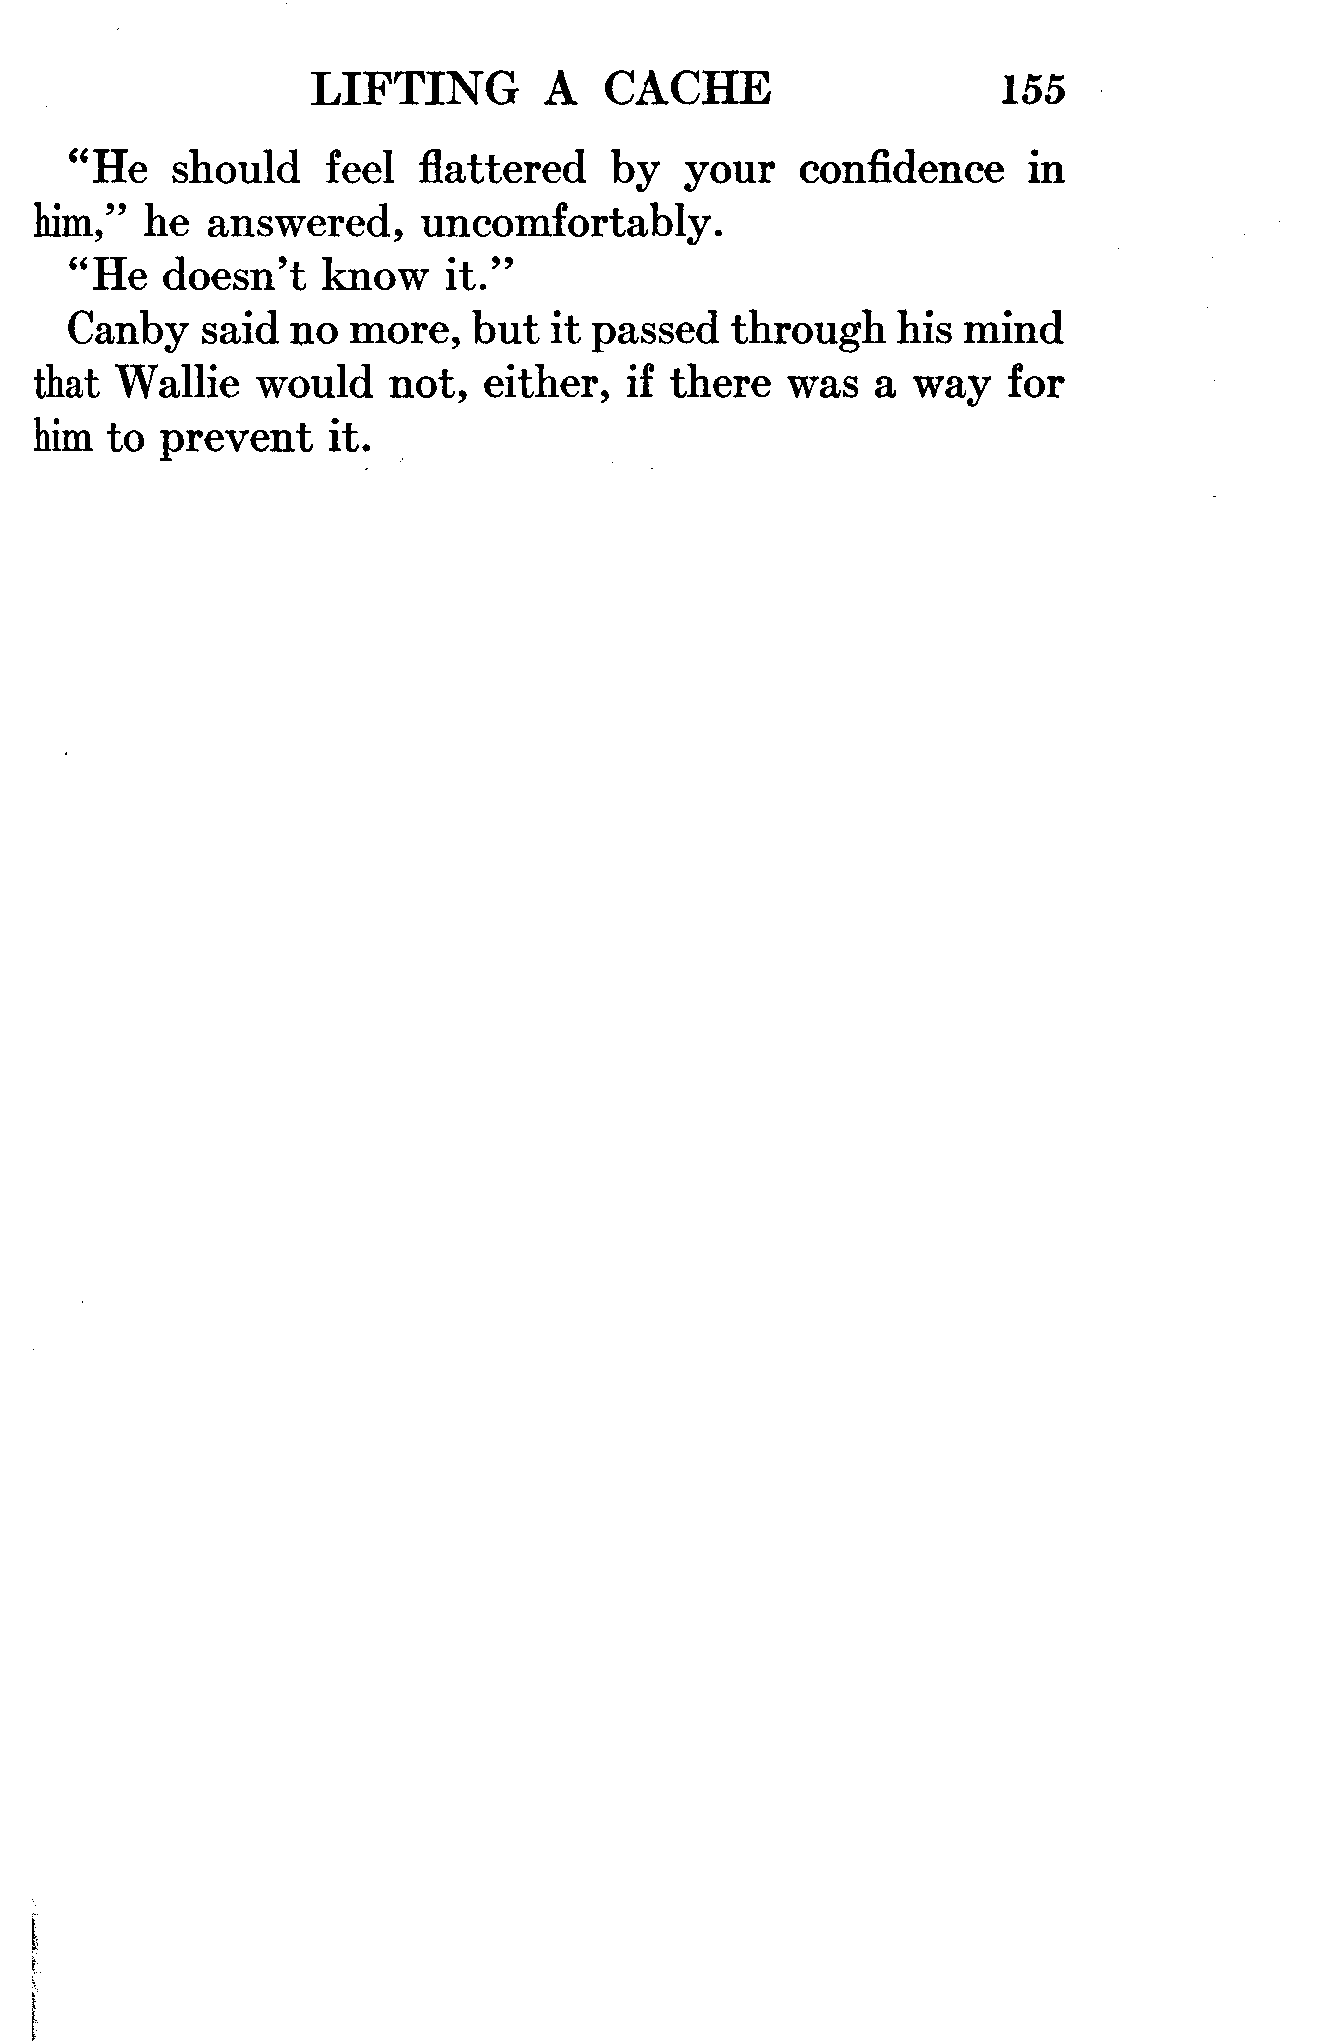 LIFTING A CACHE 155
“He should feel flattered by your confidence in
him,” he answered, uncomfortably.
“He doesn’t know it.”
Canby said no more, but it passed through his mind
that Wallie would not, either, if there was a way for
him to prevent it.